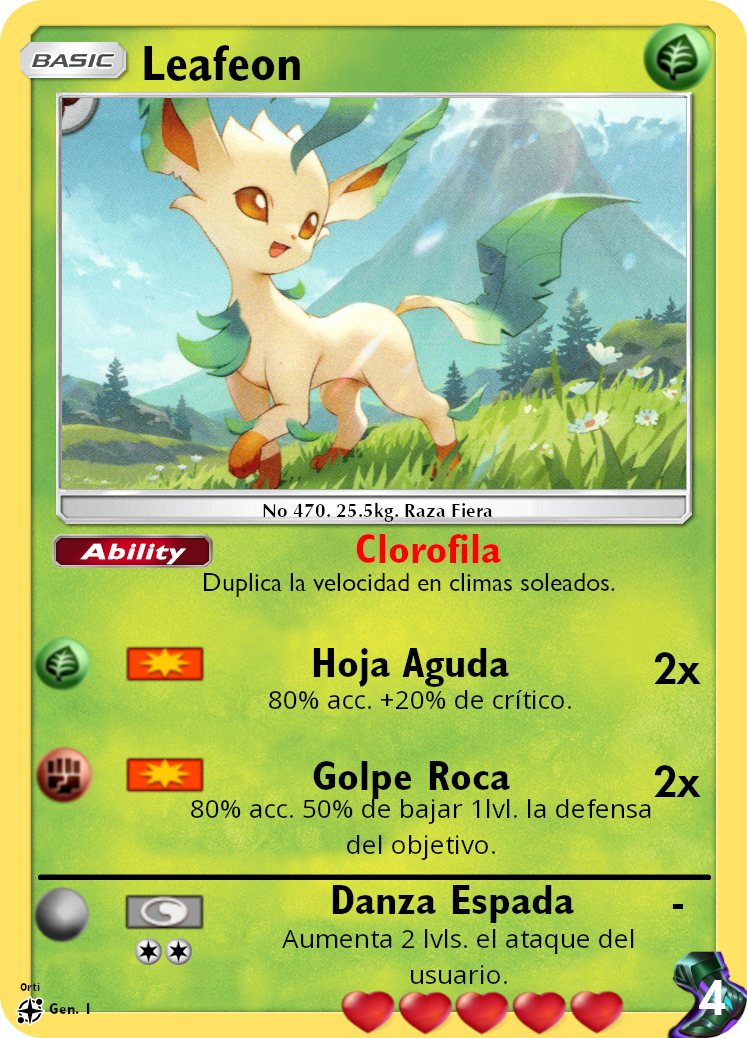 BASIC Leafeon
No 470. 25.5kg. Raza Fiera
Ability Clorofila
Duplica la velocidad en climas soleados.
Hoja Aguda 2x
80% acc. +20% de crítico.
Golpe Roca 2x
80% acc. 50% de bajar 1lvl. la defensa
del objetivo.
Danza Espada -
Aumenta 2 lvls. el ataque del
usuario.
Orti
Gen. I
4